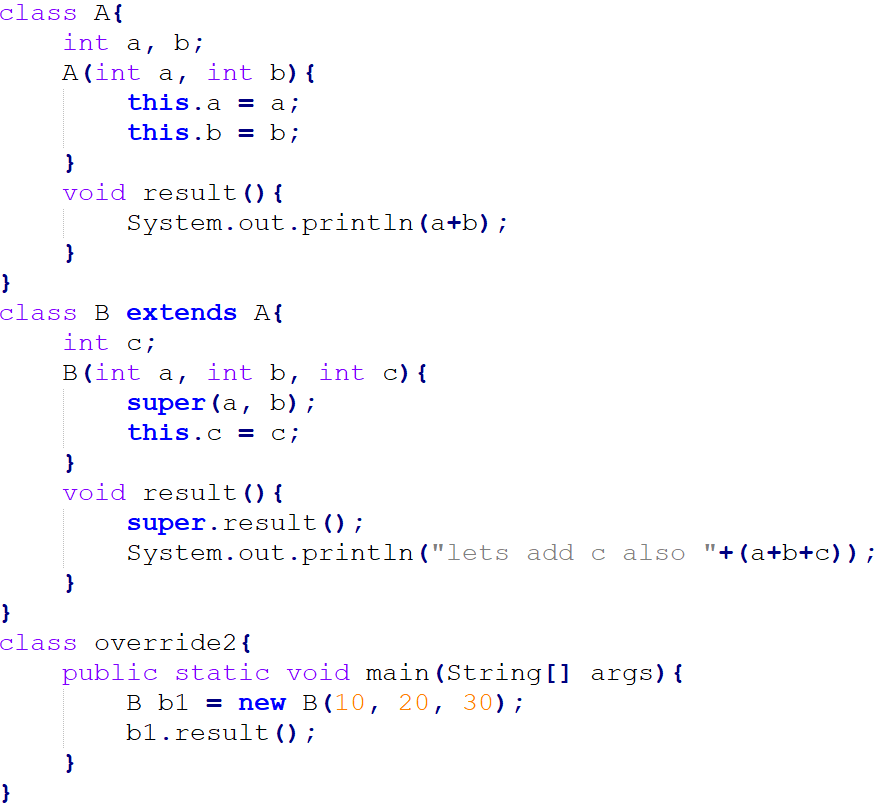 class A{
    int a, b;
    A(int a, int b){
        this.a = a;
        this.b = b;
    }
    void result(){
        System.out.println(a+b);
    }
}
class B extends A{
    int c;
    B(int a, int b, int c){
        super(a, b);
        this.c = c;
    }
    void result(){
        super.result();
        System.out.println("lets add c also "+(a+b+c));
    }
}
class override2{
    public static void main(String[] args){
        B b1 = new B(10, 20, 30);
        b1.result();
    }
}